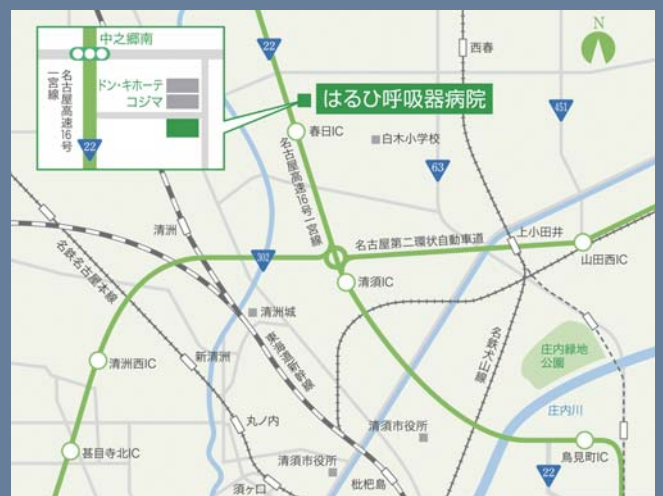 中之郷南
名古屋高速16号
一宮線
ドン・キホーテ
コジマ
22
22
はるひ呼吸器病院
西春
N
春日IC
白木小学校
451
63
名古屋高速16号一宮線
清洲
名鉄名古屋本線
302
名古屋第二環状自動車道
上小田井
山田西IC
清須IC
清洲城
東海道新幹線
名鉄犬山線
庄内緑地
公園
新清洲
清洲西IC
庄内川
丸ノ内
清須市役所
甚目寺北IC
鳥見町IC
清須市役所
22
須ヶ口
枇杷島